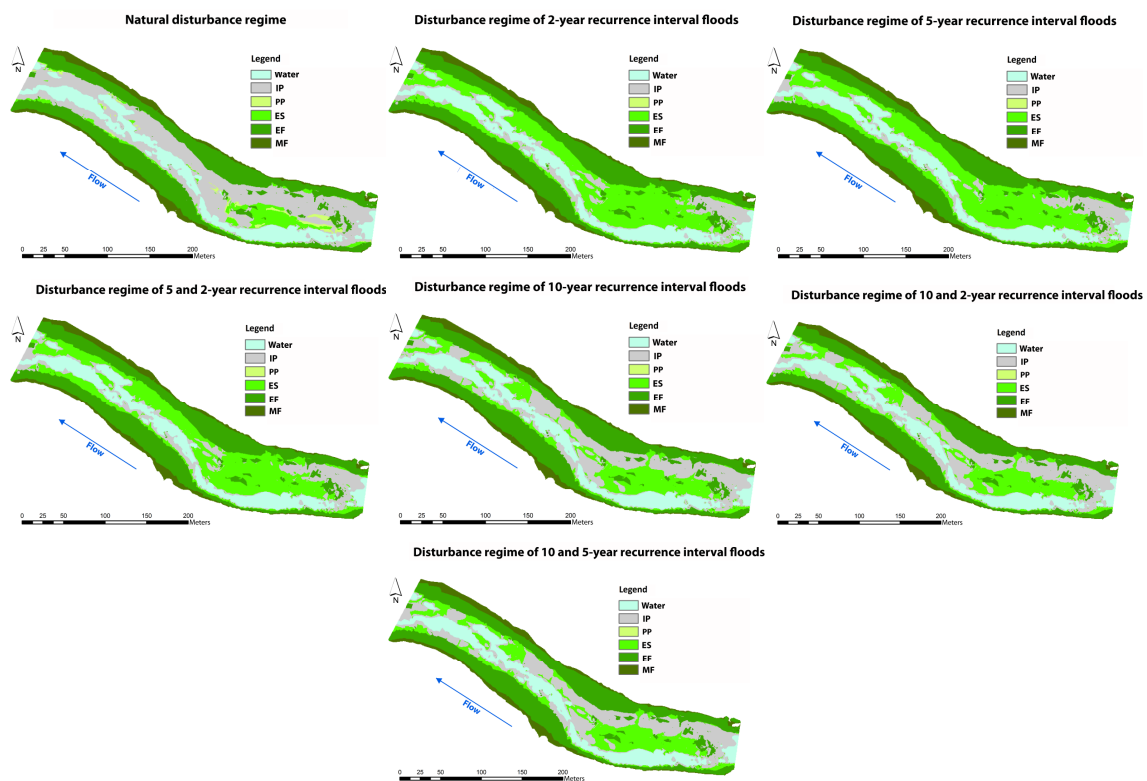 Natural disturbance regime
N
Legend
Water
IP
PP
ES
EF
MF
Flow
0 25 50 100 150 200
Meters
Disturbance regime of 2-year recurrence interval floods
N
Legend
Water
IP
PP
ES
EF
MF
Flow
0 25 50 100 150 200
Meters
Disturbance regime of 5-year recurrence interval floods
N
Legend
Water
IP
PP
ES
EF
MF
Flow
0 25 50 100 150 200
Meters
Disturbance regime of 5 and 2-year recurrence interval floods
N
Legend
Water
IP
PP
ES
EF
MF
Flow
0 25 50 100 150 200
Meters
Disturbance regime of 10-year recurrence interval floods
N
Legend
Water
IP
PP
ES
EF
MF
Flow
0 25 50 100 150 200
Meters
Disturbance regime of 10 and 2-year recurrence interval floods
N
Legend
Water
IP
PP
ES
EF
MF
Flow
0 25 50 100 150 200
Meters
Disturbance regime of 10 and 5-year recurrence interval floods
N
Legend
Water
IP
PP
ES
EF
MF
Flow
0 25 50 100 150 200
Meters